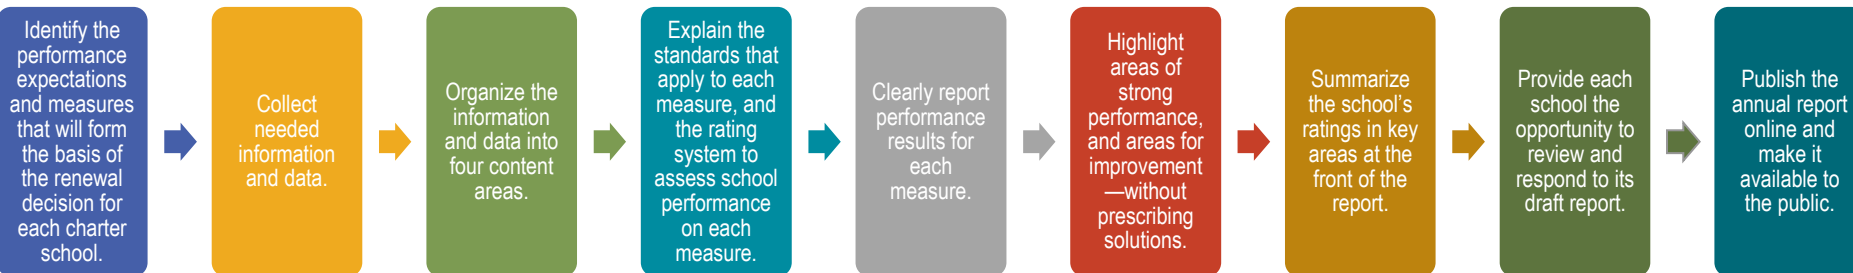 Identify the
performance
expectations
and measures
that will form
the basis of
the renewal
decision for
each charter
school.
Collect
needed
information
and data.
Organize the
information
and data into
four content
areas.
Explain the
standards that
apply to each
measure, and
the rating
system to
assess school
performance
on each
measure.
Clearly report
performance
results for
each
measure.
Highlight
areas of
strong
performance,
and areas for
improvement
—without
prescribing
solutions.
Summarize
the school’s
ratings in key
areas at the
front of the
report.
Provide each
school the
opportunity to
review and
respond to its
draft report.
Publish the
annual report
online and
make it
available to
the public.